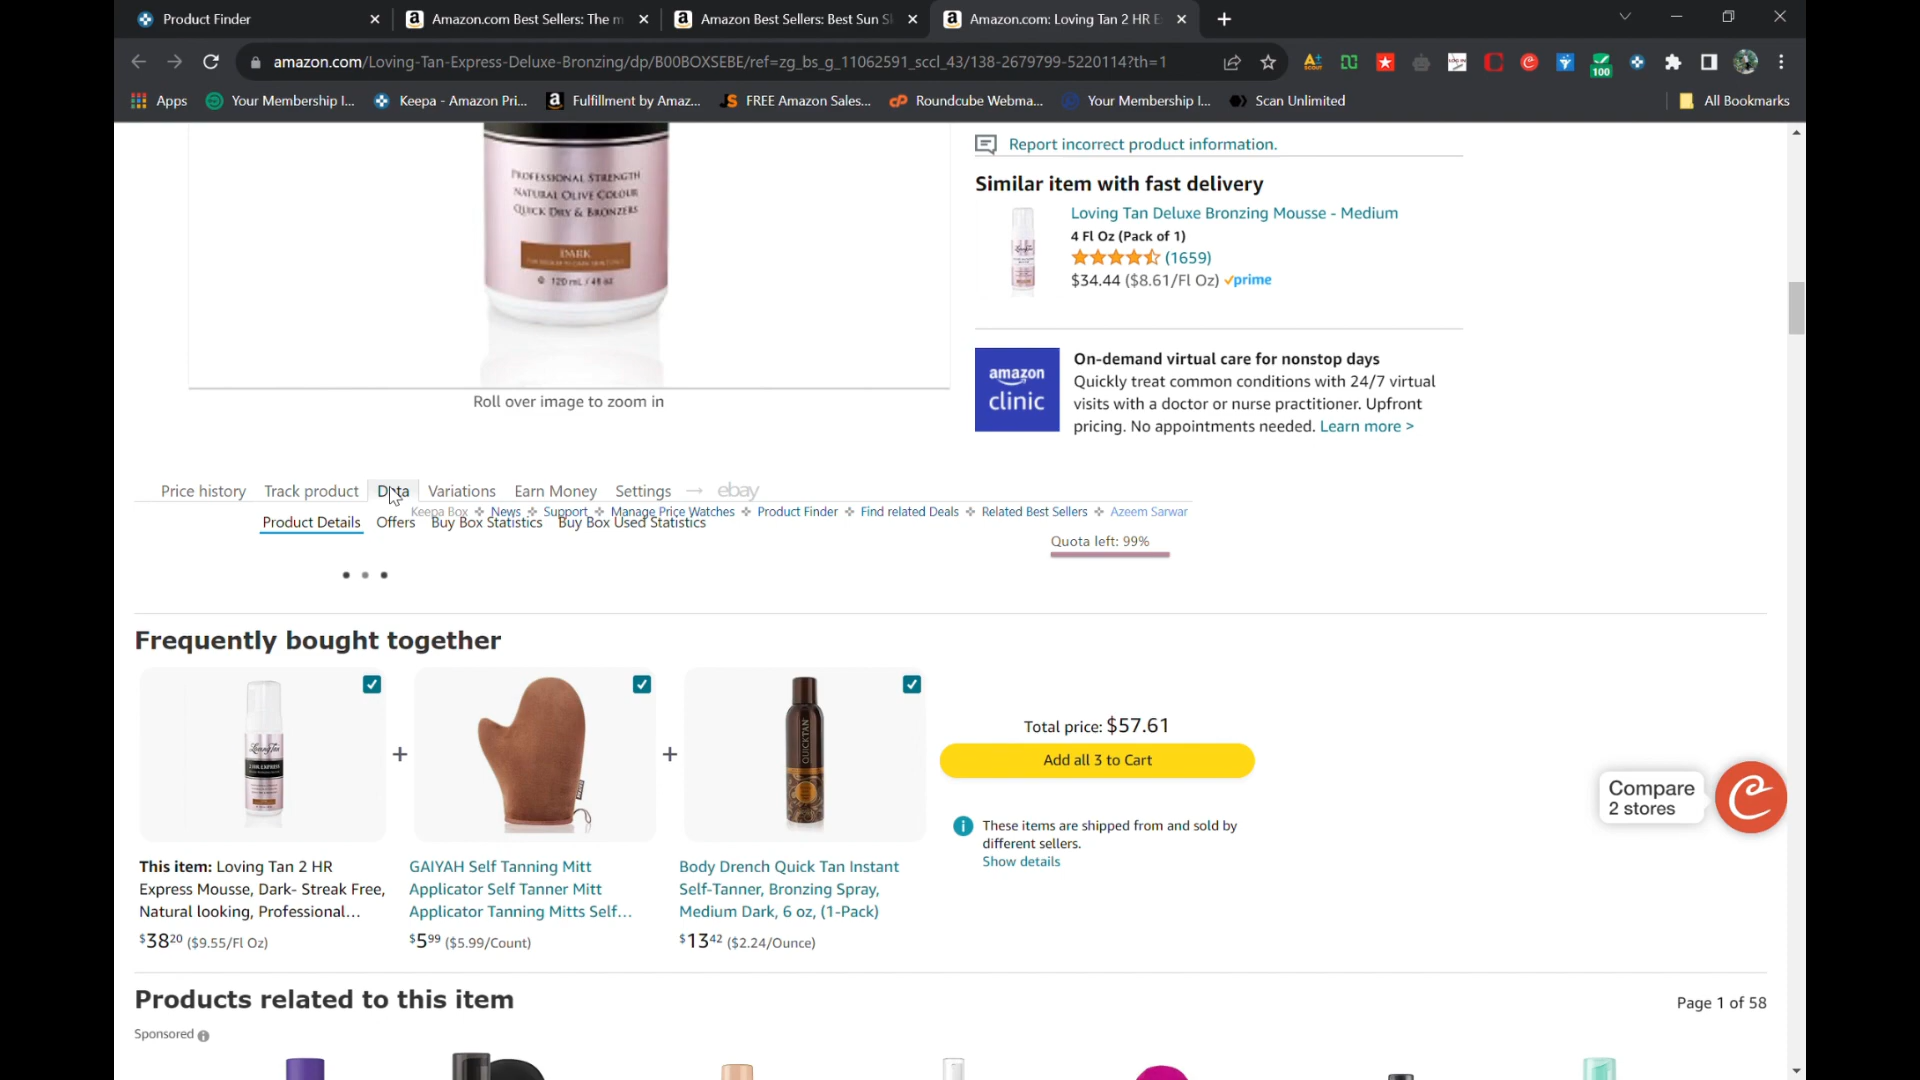 Product Finder
Amazon.com Best Sellers: The m
Amazon Best Sellers: Best Sun Sk
Amazon.com: Loving Tan 2 HR E
amazon.com/Loving-Tan-Express-Deluxe-Bronzing/dp/B00BOXSEBE/ref=zg_bs_g_11062591_sccl_43/138-2679799-5220114?th=1
100
Apps
Your Membership I...
Keepa - Amazon Pri...
Fulfillment by Amaz...
FREE Amazon Sales...
Roundcube Webma...
Your Membership I...
Scan Unlimited
All Bookmarks
PROFESSIONAL STRENGTH
NATURAL OLIVE COLOUR
QUICK DRY & BRONZERS
DARK
120 mL / 4fl oz
Roll over image to zoom in
Report incorrect product information.
Similar item with fast delivery
Loving Tan Deluxe Bronzing Mousse - Medium
4 Fl Oz (Pack of 1)
(1659)
$34.44 ($8.61/Fl Oz) prime
amazon
clinic
On-demand virtual care for nonstop days
Quickly treat common conditions with 24/7 virtual
visits with a doctor or nurse practitioner. Upfront
pricing. No appointments needed. Learn more >
Price history Track product Data Variations Earn Money Settings → ebay
Keepa Box News Support Manage Price Watches Product Finder Find related Deals Related Best Sellers Azeem Sarwar
Product Details Offers Buy Box Statistics Buy Box Used Statistics
Quota left: 99%
Frequently bought together
+
+
Total price: $57.61
Add all 3 to Cart
These items are shipped from and sold by
different sellers.
Show details
Compare
2 stores
This item: Loving Tan 2 HR
Express Mousse, Dark- Streak Free,
Natural looking, Professional...
$38.20 ($9.55/Fl Oz)
GAIYAH Self Tanning Mitt
Applicator Self Tanner Mitt
Applicator Tanning Mitts Self...
$5.99 ($5.99/Count)
Body Drench Quick Tan Instant
Self-Tanner, Bronzing Spray,
Medium Dark, 6 oz, (1-Pack)
$13.42 ($2.24/Ounce)
Products related to this item
Page 1 of 58
Sponsored